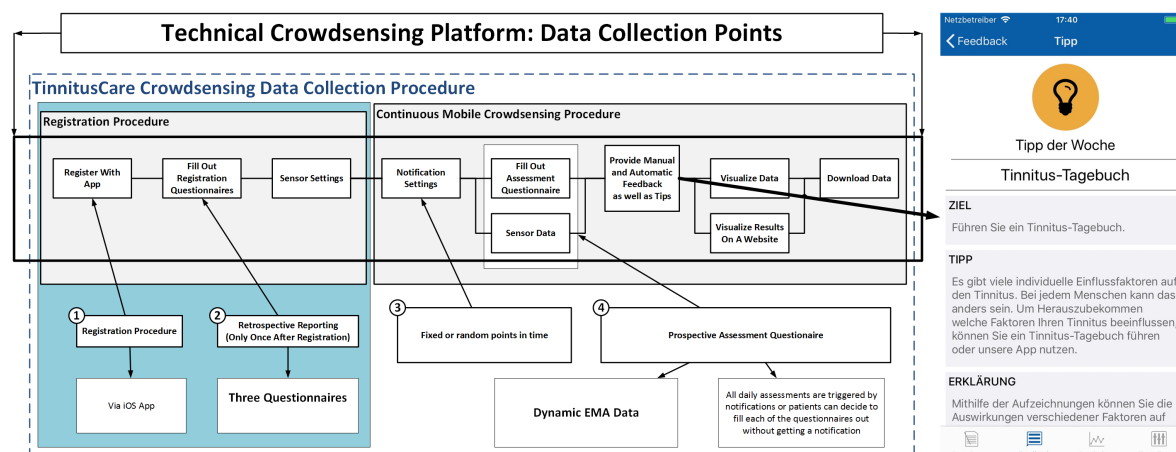 Technical Crowdsensing Platform: Data Collection Points
TinnitusCare Crowdsensing Data Collection Procedure
Registration Procedure
Register With
App
Fill Out
Registration
Questionnaires
Sensor Settings
Continuous Mobile Crowdsensing Procedure
Notification
Settings
Fill Out
Assessment
Questionnaire
Sensor Data
Provide Manual
and Automatic
Feedback
as well as Tips
Visualize Data
Visualize Results
On A Website
Download Data
1
Registration Procedure
Via iOS App
2
Retrospective Reporting
(Only Once After Registration)
Three Questionnaires
3
Fixed or random points in time
4
Prospective Assessment Questionaire
Dynamic EMA Data
All daily assessments are triggered by
notifications or patients can decide to
fill each of the questionnaires out
without getting a notification
Netzbetreiber 17:40
Feedback Tipp
Tipp der Woche
Tinnitus-Tagebuch
ZIEL
Führen Sie ein Tinnitus-Tagebuch.
TIPP
Es gibt viele individuelle Einflussfaktoren auf
den Tinnitus. Bei jedem Menschen kann das
anders sein. Um Herauszubekommen
welche Faktoren Ihren Tinnitus beeinflussen,
können Sie ein Tinnitus-Tagebuch führen
oder unsere App nutzen.
ERKLÄRUNG
Mithilfe der Aufzeichnungen können Sie die
Auswirkungen verschiedener Faktoren auf